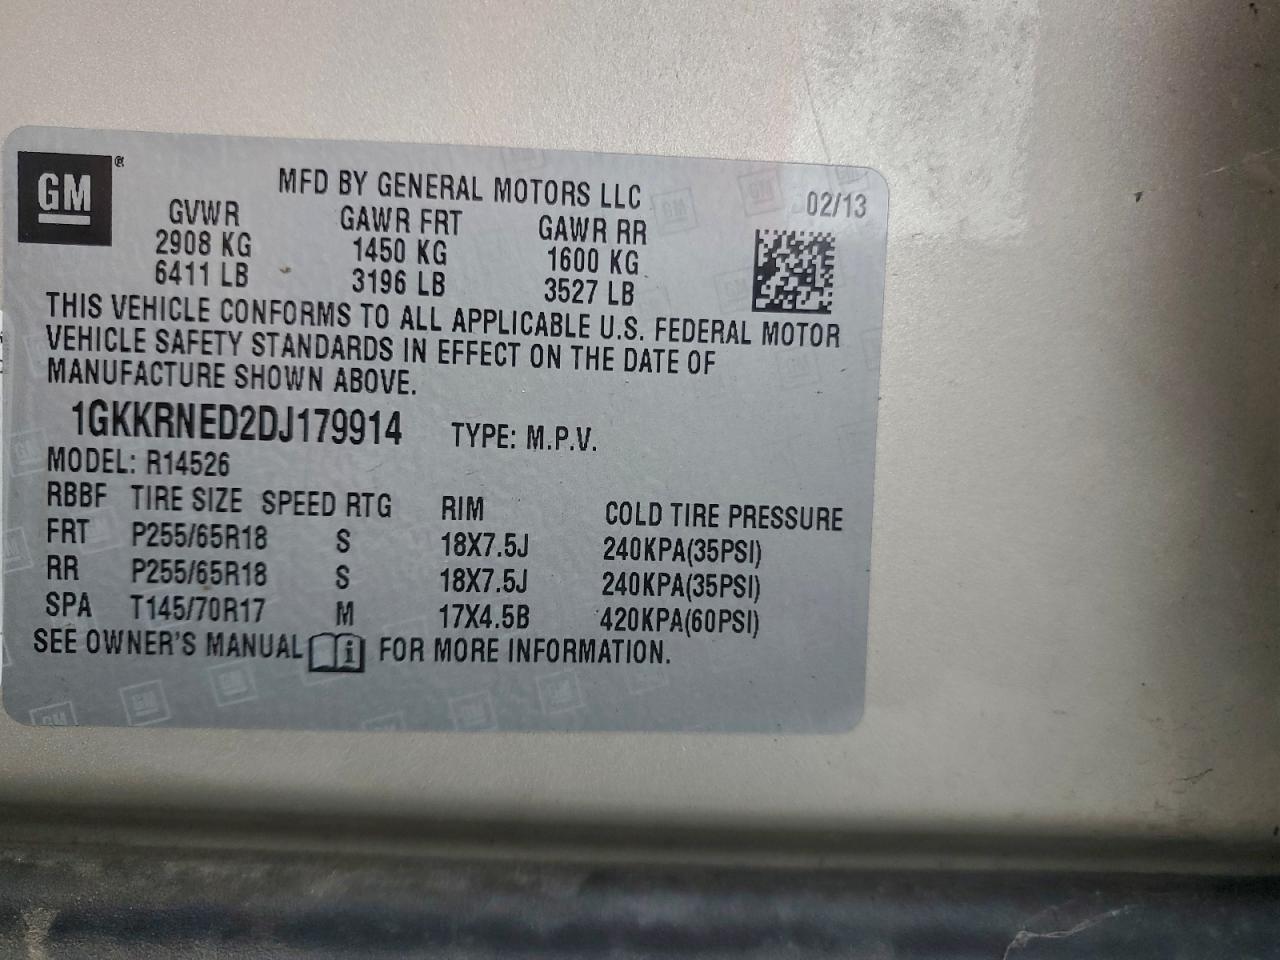 GM ®
MFD BY GENERAL MOTORS LLC 02/13
GVWR GAWR FRT GAWR RR
2908 KG 1450 KG 1600 KG
6411 LB 3196 LB 3527 LB
THIS VEHICLE CONFORMS TO ALL APPLICABLE U.S. FEDERAL MOTOR
VEHICLE SAFETY STANDARDS IN EFFECT ON THE DATE OF
MANUFACTURE SHOWN ABOVE.
1GKKRNED2DJ179914 TYPE: M.P.V.
MODEL: R14526
RBBF TIRE SIZE SPEED RTG RIM COLD TIRE PRESSURE
FRT P255/65R18 S 18X7.5J 240KPA(35PSI)
RR P255/65R18 S 18X7.5J 240KPA(35PSI)
SPA T145/70R17 M 17X4.5B 420KPA(60PSI)
SEE OWNER'S MANUAL i FOR MORE INFORMATION.